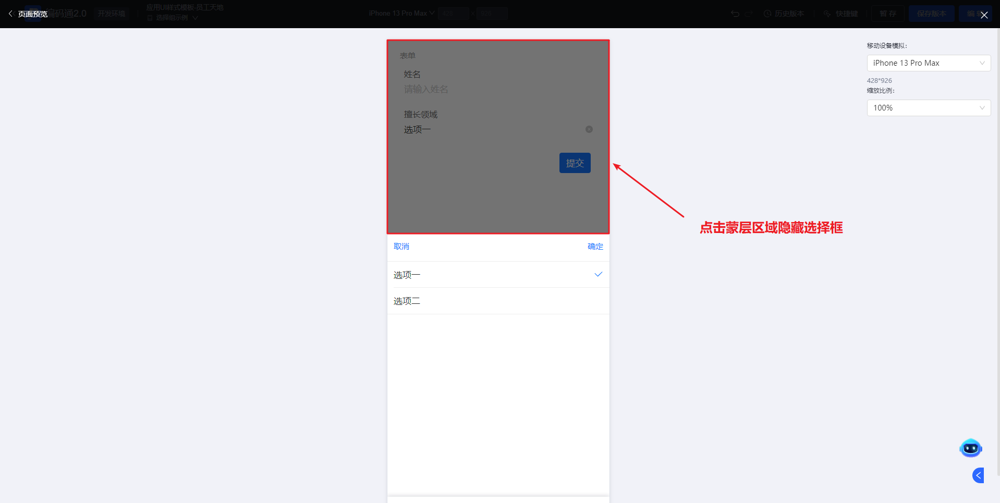 页面预览
编码通2.0
开发环境
应用UI样式模板-员工天地
选择组示例
iPhone 13 Pro Max
428 x 926
历史版本
快捷键
暂 存
保存版本
编 辑
表单
姓名
请输入姓名
擅长领域
选项一
提交
点击蒙层区域隐藏选择框
取消
确定
选项一
选项二
移动设备模拟:
iPhone 13 Pro Max
428*926
缩放比例:
100%